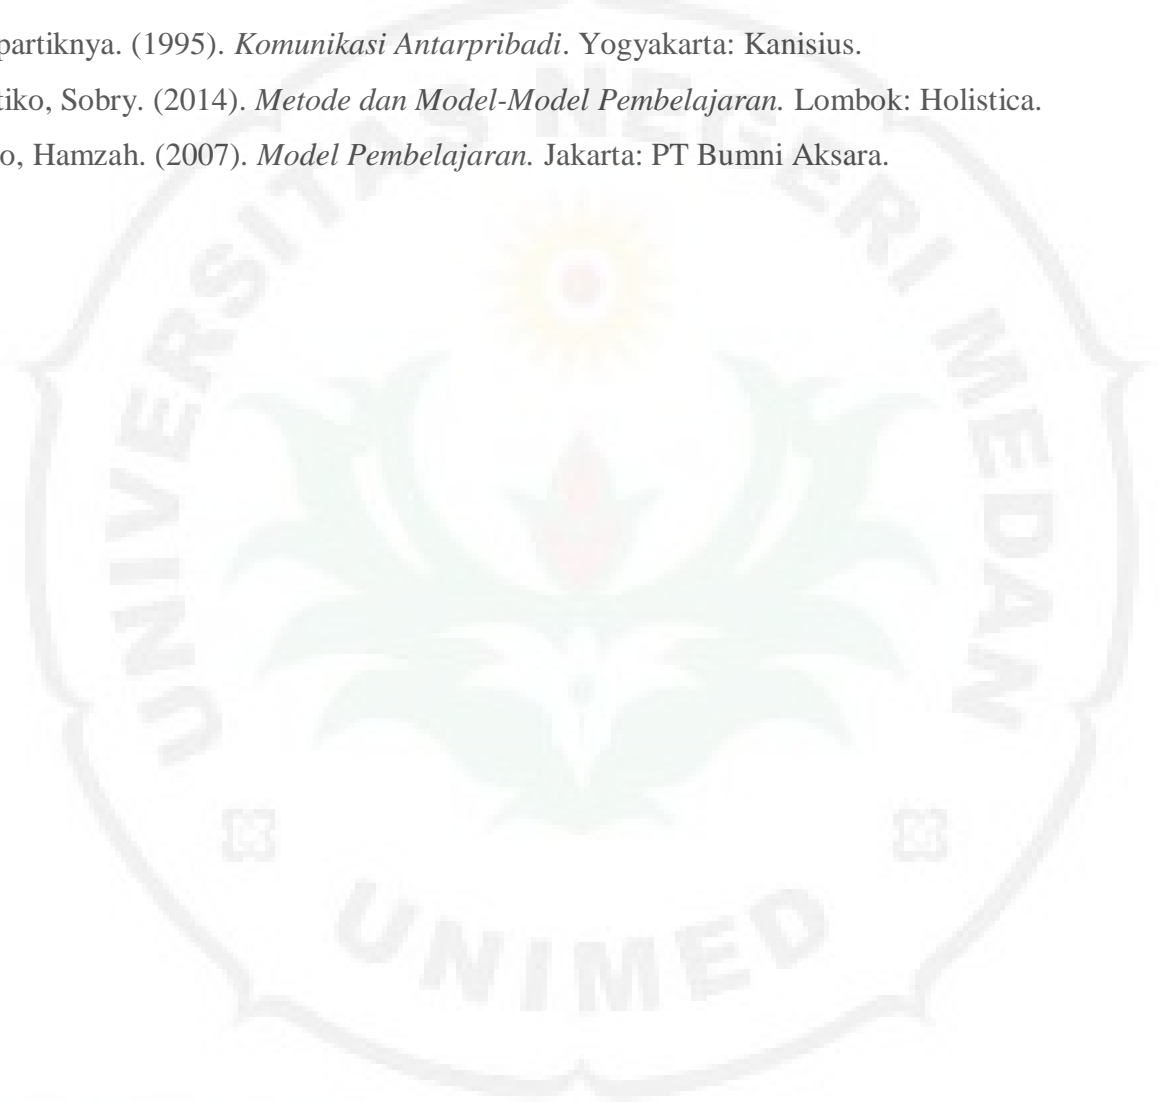 partiknya. (1995). Komunikasi Antarpribadi. Yogyakarta: Kanisius.
tiko, Sobry. (2014). Metode dan Model-Model Pembelajaran. Lombok: Holistica.
o, Hamzah. (2007). Model Pembelajaran. Jakarta: PT Bumni Aksara.
UNIVERSITAS NEGERI MEDAN
UNIMED